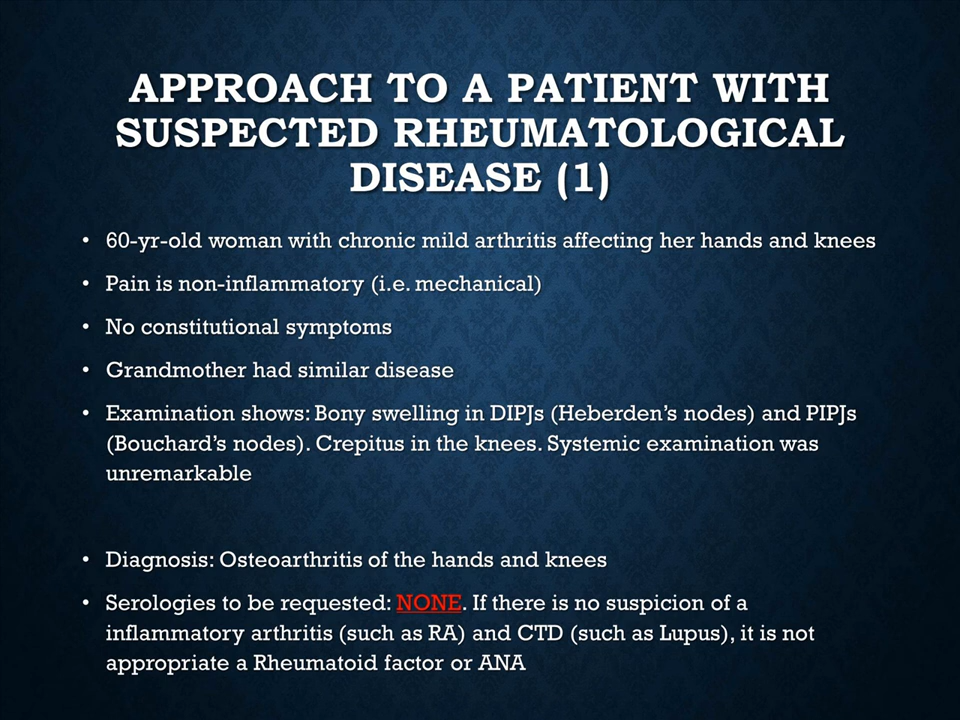 APPROACH TO A PATIENT WITH
SUSPECTED RHEUMATOLOGICAL
DISEASE (1)
• 60-yr-old woman with chronic mild arthritis affecting her hands and knees
• Pain is non-inflammatory (i.e. mechanical)
• No constitutional symptoms
• Grandmother had similar disease
• Examination shows: Bony swelling in DIPJs (Heberden's nodes) and PIPJs
(Bouchard's nodes). Crepitus in the knees. Systemic examination was
unremarkable
• Diagnosis: Osteoarthritis of the hands and knees
• Serologies to be requested: NONE. If there is no suspicion of a
inflammatory arthritis (such as RA) and CTD (such as Lupus), it is not
appropriate a Rheumatoid factor or ANA